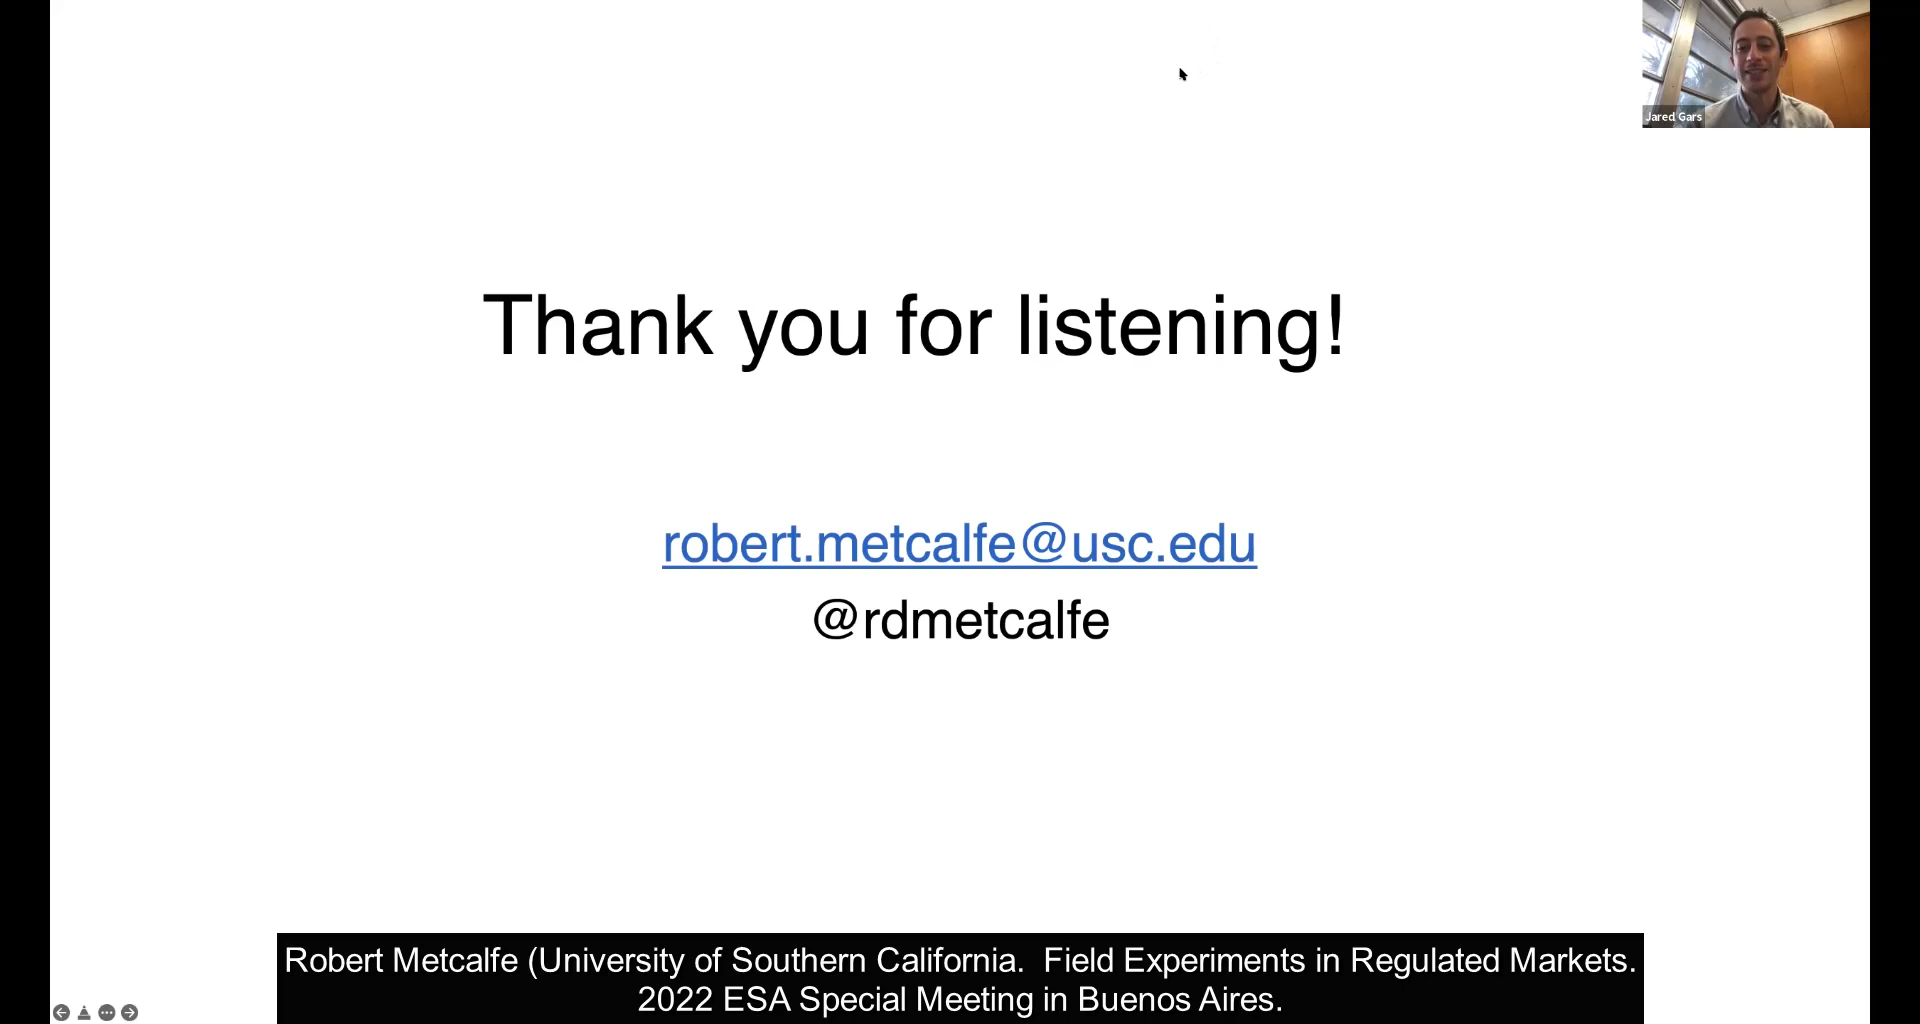 Jared Gars
Thank you for listening!
robert.metcalfe@usc.edu
@rdmetcalfe
Robert Metcalfe (University of Southern California.  Field Experiments in Regulated Markets.
2022 ESA Special Meeting in Buenos Aires.